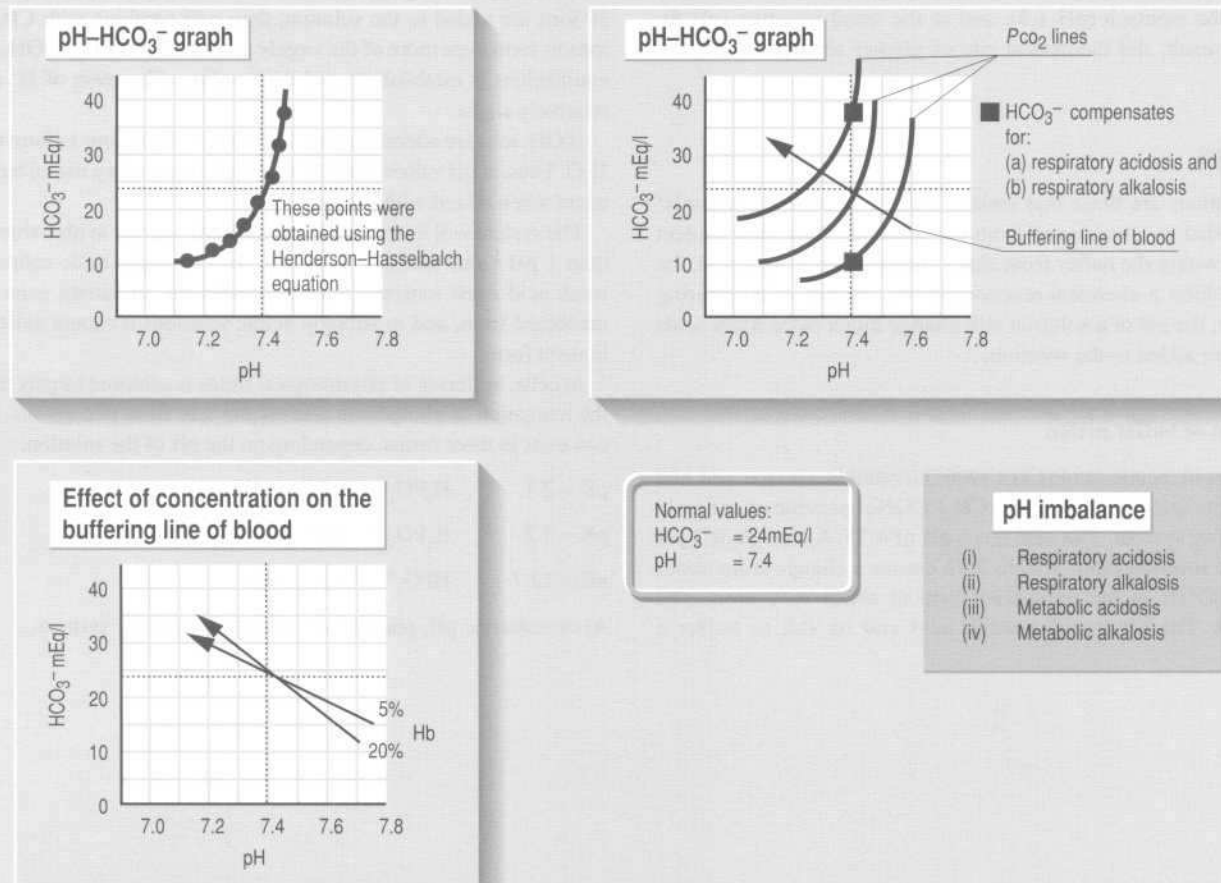 pH–HCO₃⁻ graph
HCO₃⁻ mEq/l
40
30
20
10
0
These points were
obtained using the
Henderson–Hasselbalch
equation
7.0 7.2 7.4 7.6 7.8
pH
pH–HCO₃⁻ graph
Pco₂ lines
HCO₃⁻ mEq/l
40
30
20
10
0
HCO₃⁻ compensates
for:
(a) respiratory acidosis and
(b) respiratory alkalosis
Buffering line of blood
7.0 7.2 7.4 7.6 7.8
pH
Effect of concentration on the
buffering line of blood
HCO₃⁻ mEq/l
40
30
20
10
0
5%
Hb
20%
7.0 7.2 7.4 7.6 7.8
pH
Normal values:
HCO₃⁻ = 24mEq/l
pH = 7.4
pH imbalance
(i) Respiratory acidosis
(ii) Respiratory alkalosis
(iii) Metabolic acidosis
(iv) Metabolic alkalosis